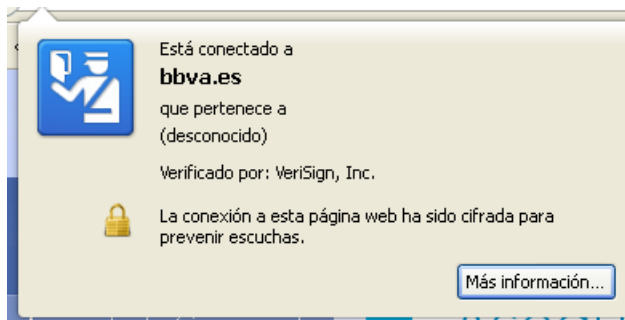 Está conectado a
bbva.es
que pertenece a
(desconocido)
Verificado por: VeriSign, Inc.
La conexión a esta página web ha sido cifrada para
prevenir escuchas.
Más información...